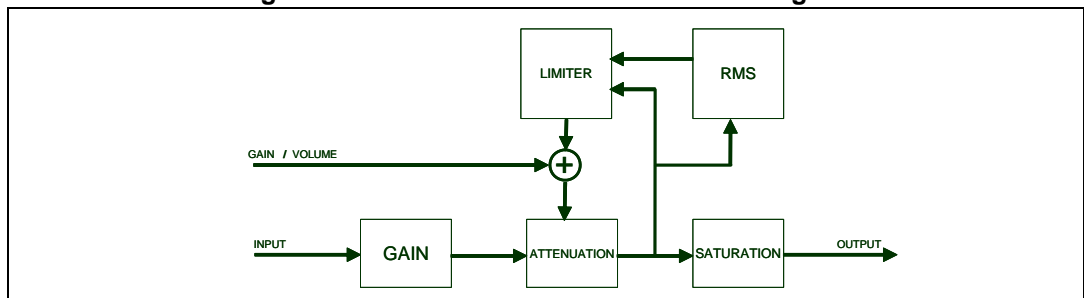 LIMITER
RMS
GAIN / VOLUME
INPUT
GAIN
ATTENUATION
SATURATION
OUTPUT